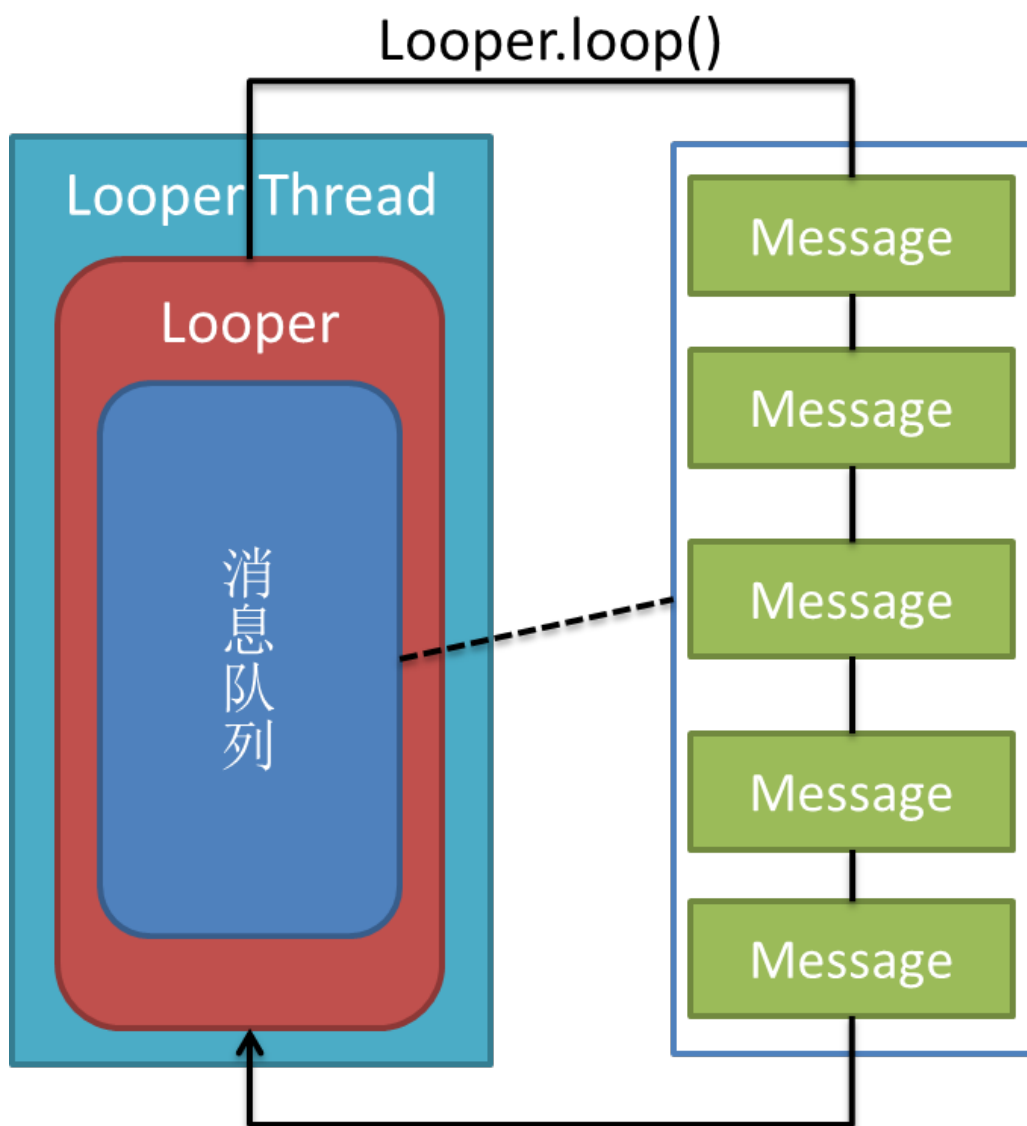 Looper.loop()
Looper Thread
Looper
消息队列
Message
Message
Message
Message
Message